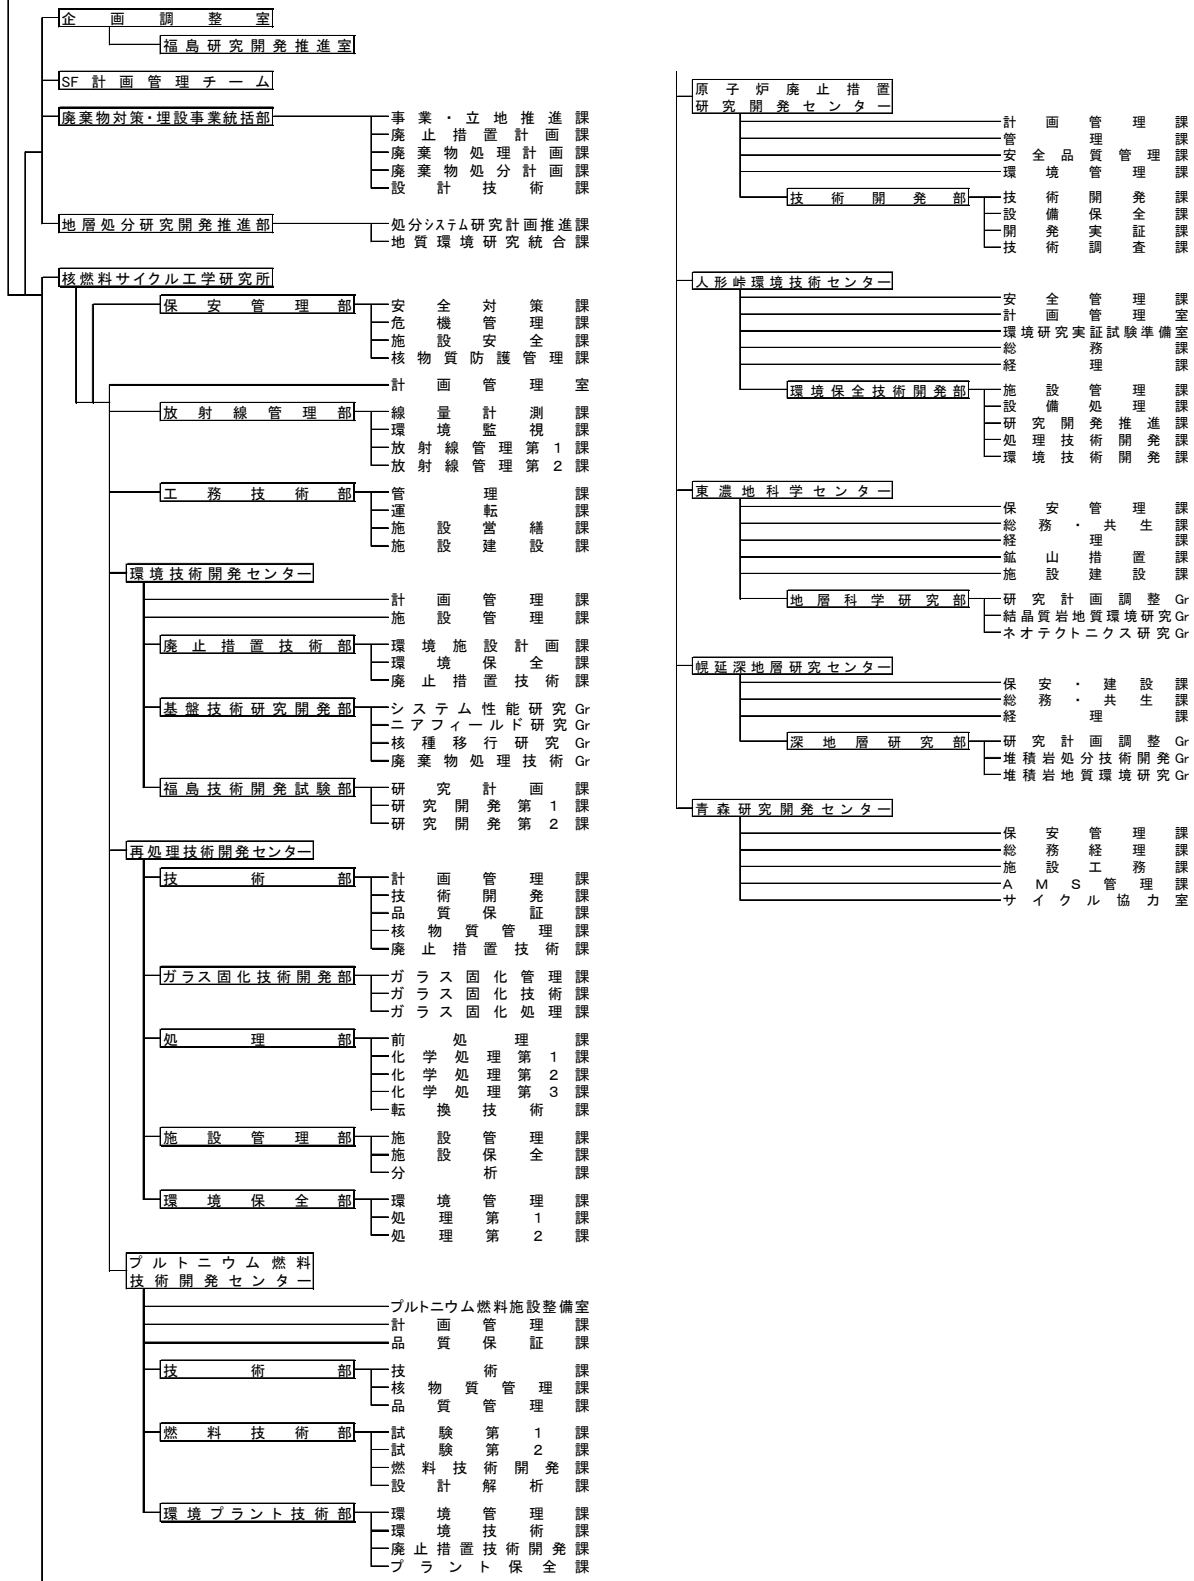 企画調整室
福島研究開発推進室
SF計画管理チーム
廃棄物対策・埋設事業統括部
事業・立地推進課
廃止措置計画課
廃棄物処理計画課
廃棄物処分計画課
設計技術課
地層処分研究開発推進部
処分システム研究計画推進課
地質環境研究統合課
核燃料サイクル工学研究所
保安管理部
安全対策課
危機管理課
施設安全課
核物質防護管理課
計画管理室
放射線管理部
線量計測課
環境監視課
放射線管理第1課
放射線管理第2課
工務技術部
管理課
運転課
施設営繕課
施設建設課
環境技術開発センター
計画管理課
施設管理課
廃止措置技術部
環境施設計画課
環境保全課
廃止措置技術課
基盤技術研究開発部
システム性能研究Gr
ニアフィールド研究Gr
核種移行研究Gr
廃棄物処理技術Gr
福島技術開発試験部
研究計画課
研究開発第1課
研究開発第2課
再処理技術開発センター
技術部
計画管理課
技術開発課
品質保証課
核物質管理課
廃止措置技術課
ガラス固化技術開発部
ガラス固化管理課
ガラス固化技術課
ガラス固化処理課
処理部
前処理課
化学処理第1課
化学処理第2課
化学処理第3課
転換技術課
施設管理部
施設管理課
施設保全課
分析課
環境保全部
環境管理課
処理第1課
処理第2課
プルトニウム燃料
技術開発センター
プルトニウム燃料施設整備室
計画管理課
品質保証課
技術部
技術課
核物質管理課
品質管理課
燃料技術部
試験第1課
試験第2課
燃料技術開発課
設計解析課
環境プラント技術部
環境管理課
環境技術課
廃止措置技術開発課
プラント保全課
原子炉廃止措置
研究開発センター
計画管理課
管理課
安全品質管理課
環境管理課
技術開発部
技術開発課
設備保全課
開発実証課
技術調査課
人形峠環境技術センター
安全管理課
計画管理室
環境研究実証試験準備室
総務課
経理課
環境保全技術開発部
施設管理課
設備処理課
研究開発推進課
処理技術開発課
環境技術開発課
東濃地科学センター
保安管理課
総務・共生課
経理課
鉱山措置課
施設建設課
地層科学研究部
研究計画調整Gr
結晶質岩地質環境研究Gr
ネオテクトニクス研究Gr
幌延深地層研究センター
保安・建設課
総務・共生課
経理課
深地層研究部
研究計画調整Gr
堆積岩処分技術開発Gr
堆積岩地質環境研究Gr
青森研究開発センター
保安管理課
総務経理課
施設工務課
AMS管理課
サイクル協力室